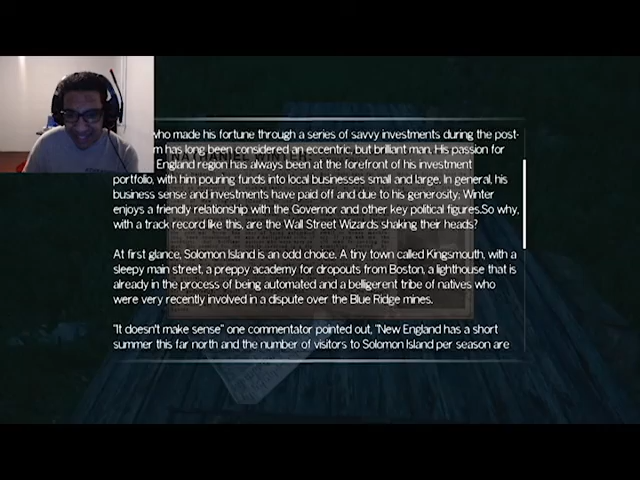 who made his fortune through a series of savvy investments during the post-
m has long been considered an eccentric, but brilliant man. His passion for
England region has always been at the forefront of his investment
portfolio, with him pouring funds into local businesses small and large. In general, his
business sense and investments have paid off and due to his generosity; Winter
enjoys a friendly relationship with the Governor and other key political figures.So why,
with a track record like this, are the Wall Street Wizards shaking their heads?
At first glance, Solomon Island is an odd choice. A tiny town called Kingsmouth, with a
sleepy main street, a preppy academy for dropouts from Boston, a lighthouse that is
already in the process of being automated and a belligerent tribe of natives who
were very recently involved in a dispute over the Blue Ridge mines.
"It doesn't make sense" one commentator pointed out, "New England has a short
summer this far north and the number of visitors to Solomon Island per season are
NATHANIEL WINTER: